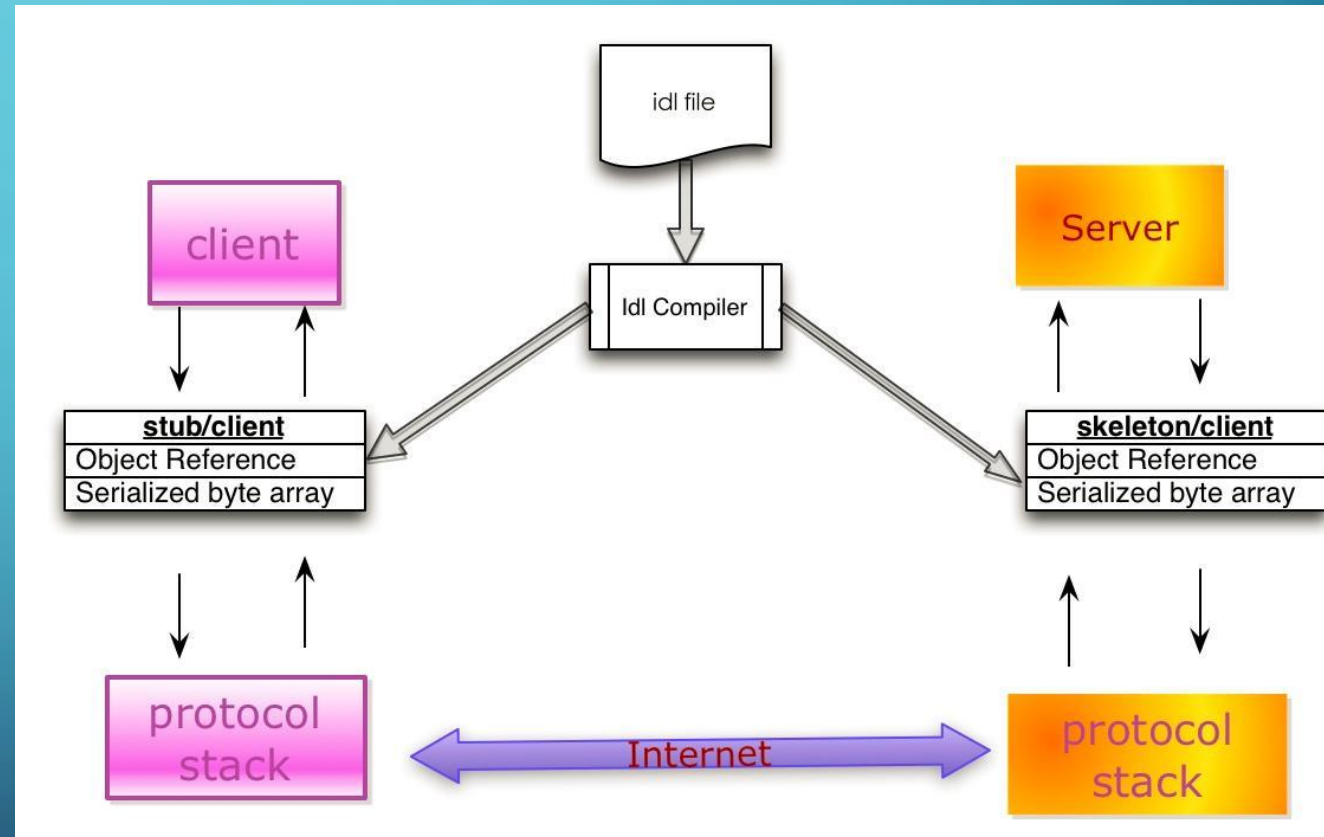 idl file
client
Server
Idl Compiler
stub/client
Object Reference
Serialized byte array
skeleton/client
Object Reference
Serialized byte array
protocol
stack
Internet
protocol
stack